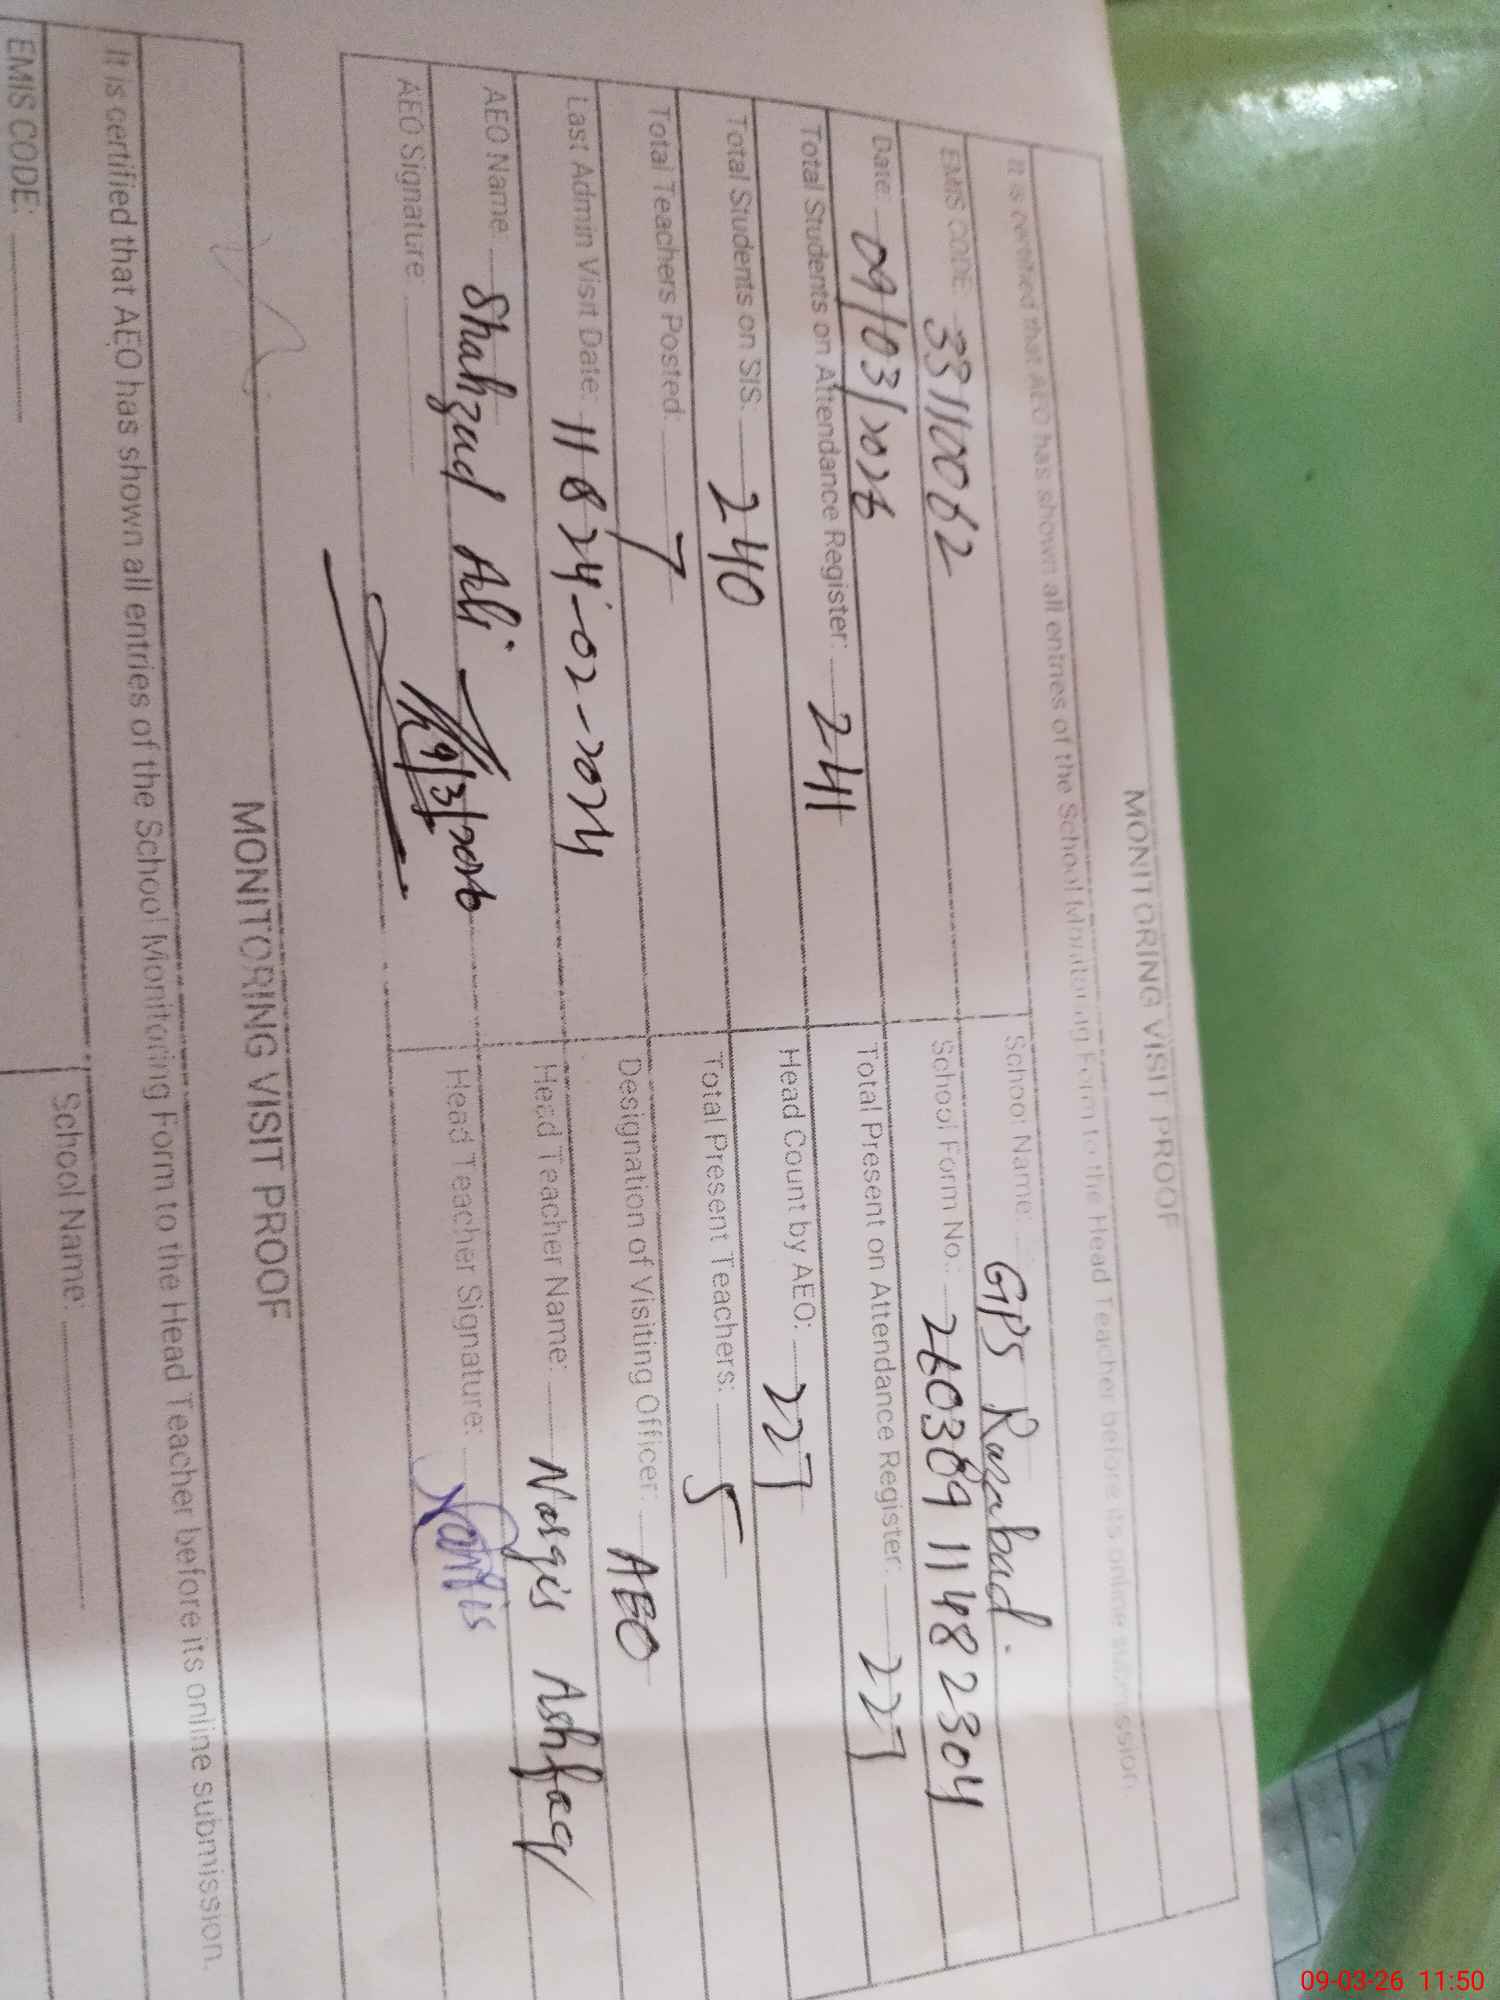 MONITORING VISIT PROOF
It is certified that AEO has shown all entries of the School Monitoring Form to the Head Teacher before its online submission.
EMIS CODE: 33110062 School Name: GPS Razabad.
Date: 09/03/2026 School Form No.: 260309 1148 2304
Total Students on Attendance Register: 241 Total Present on Attendance Register: 227
Total Students on SIS: 240 Head Count by AEO: 227
Total Teachers Posted: 7 Total Present Teachers: 5
Last Admin Visit Date: 24-02-2024 Designation of Visiting Officer: AEO
AEO Name: Shahzad Ali Head Teacher Name: Nargis Ashfaq
AEO Signature: 9/3/2026 Head Teacher Signature: Nargis
MONITORING VISIT PROOF
It is certified that AEO has shown all entries of the School Monitoring Form to the Head Teacher before its online submission.
EMIS CODE: School Name:
09-03-26 11:50